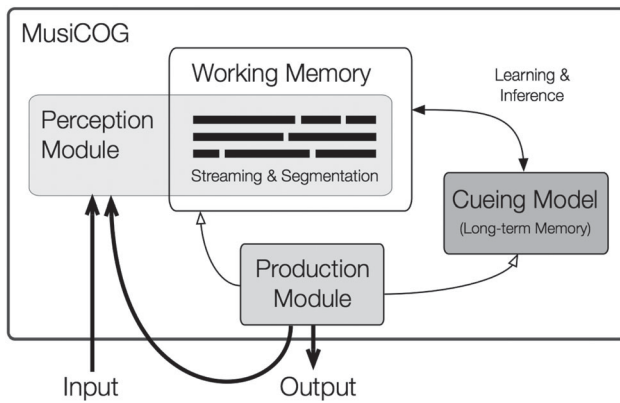 MusiCOG
Working Memory
Learning &
Inference
Perception
Module
Streaming & Segmentation
Cueing Model
(Long-term Memory)
Production
Module
Input
Output